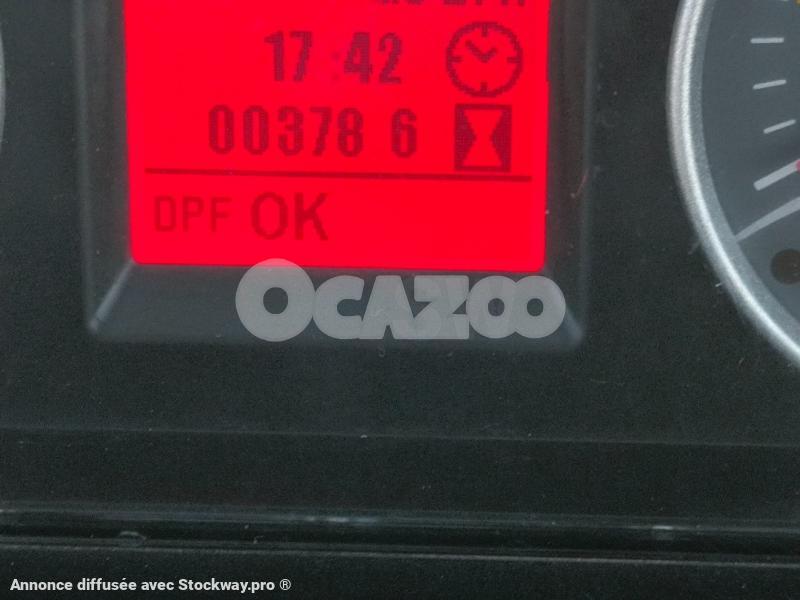 17:42
00378 6
DPF OK
OCAZOO
Annonce diffusée avec Stockway.pro ®